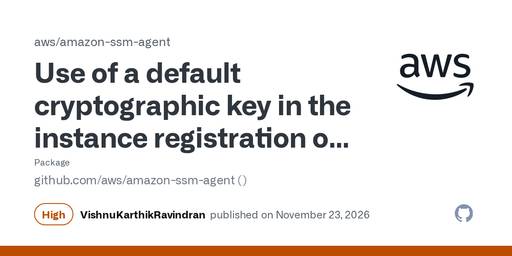 aws/amazon-ssm-agent
aws
Use of a default
cryptographic key in the
instance registration o...
Package
github.com/aws/amazon-ssm-agent ()
High VishnuKarthikRavindran published on November 23, 2026